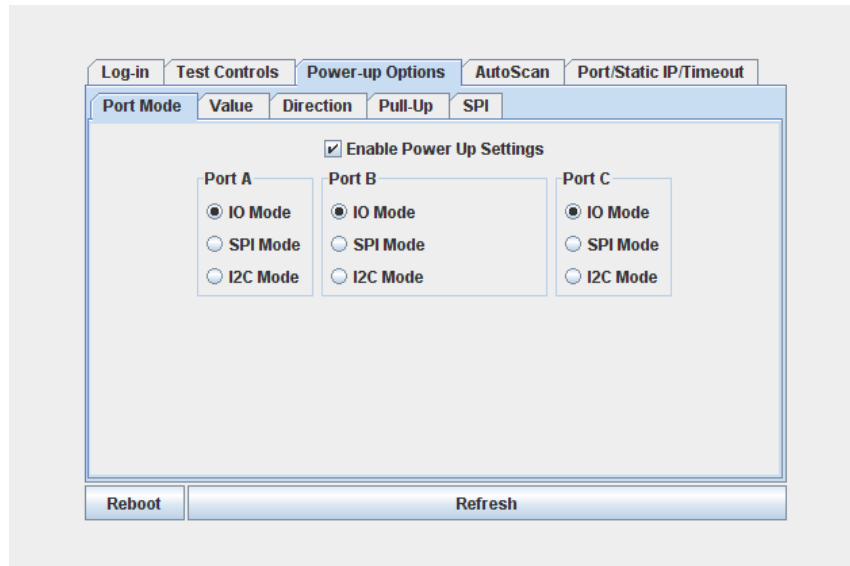 Log-in Test Controls Power-up Options AutoScan Port/Static IP/Timeout
Port Mode Value Direction Pull-Up SPI
Enable Power Up Settings
Port A Port B Port C
IO Mode IO Mode IO Mode
SPI Mode SPI Mode SPI Mode
I2C Mode I2C Mode I2C Mode
Reboot Refresh